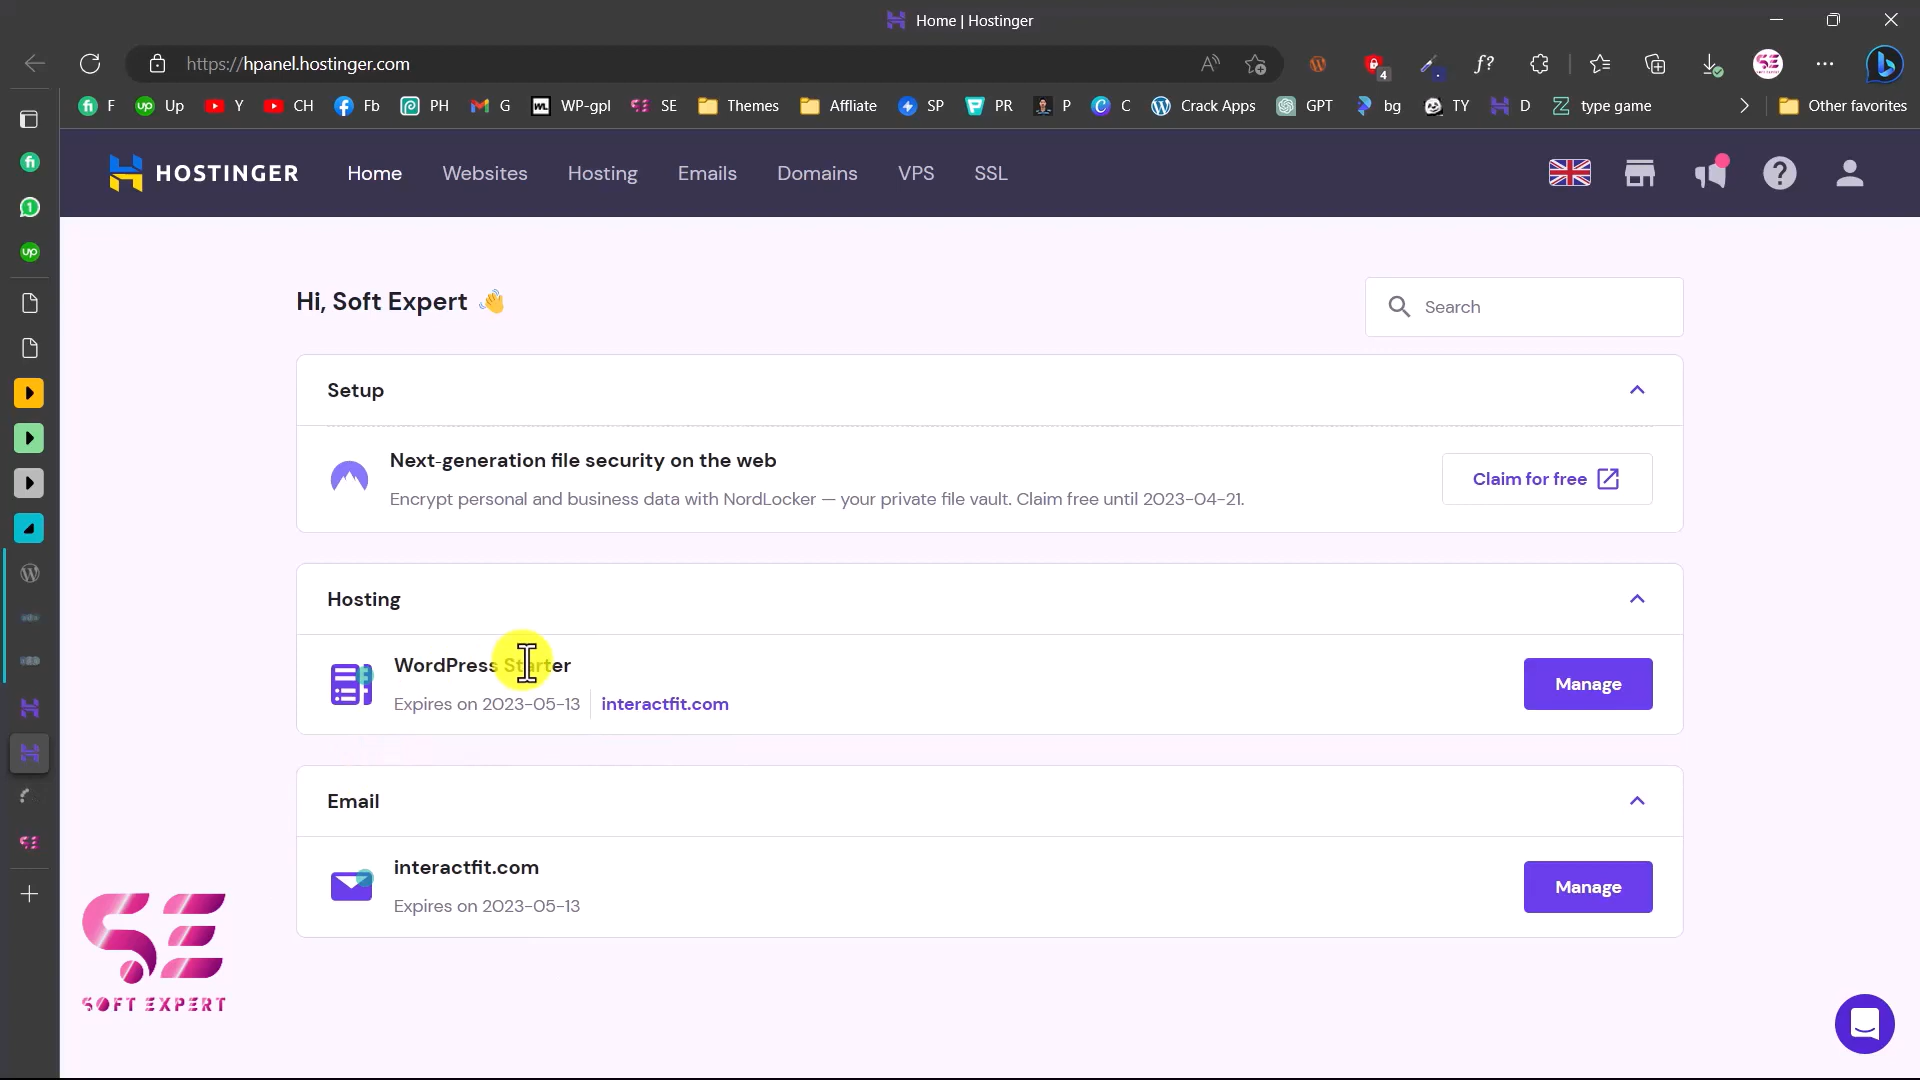 Home | Hostinger
https://hpanel.hostinger.com
4
F Up Y CH Fb PH G WP-gpl SE Themes Affliate SP PR P C Crack Apps GPT bg TY D type game Other favorites
HOSTINGER Home Websites Hosting Emails Domains VPS SSL
Hi, Soft Expert
Search
Setup
Next-generation file security on the web
Encrypt personal and business data with NordLocker — your private file vault. Claim free until 2023-04-21.
Claim for free
Hosting
WordPress Starter
Expires on 2023-05-13 interactfit.com
Manage
Email
interactfit.com
Expires on 2023-05-13
Manage
SE
SOFT EXPERT